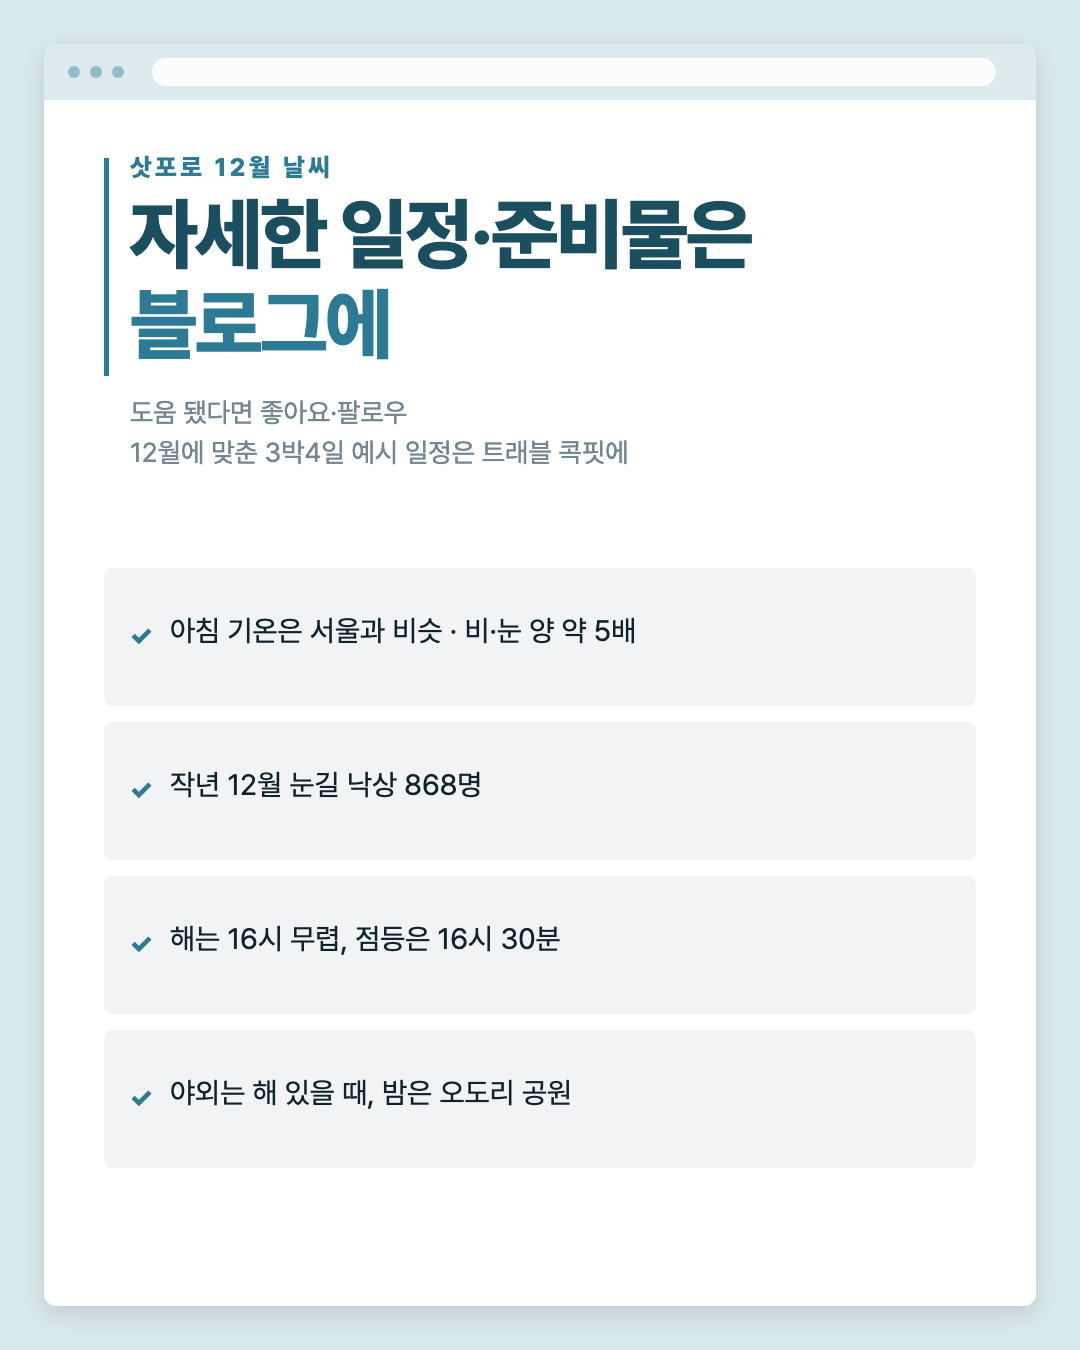 삿포로 12월 날씨
자세한 일정·준비물은
블로그에
도움 됐다면 좋아요·팔로우
12월에 맞춘 3박4일 예시 일정은 트래블 콕핏에
아침 기온은 서울과 비슷 · 비·눈 양 약 5배
작년 12월 눈길 낙상 868명
해는 16시 무렵, 점등은 16시 30분
야외는 해 있을 때, 밤은 오도리 공원